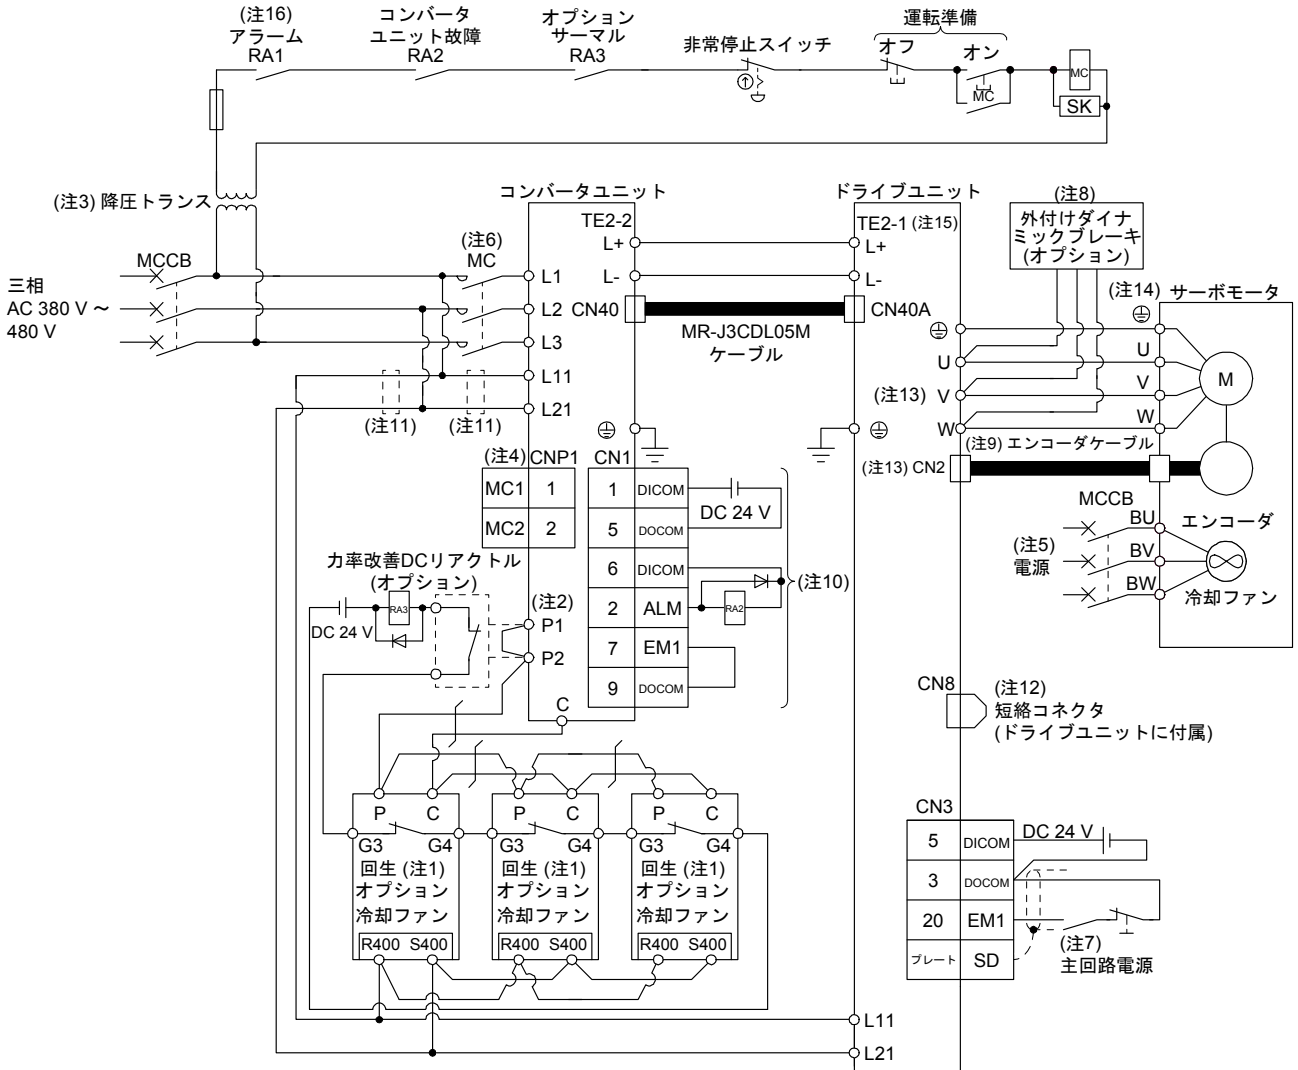 (注16)
アラーム
RA1
コンバータ
ユニット故障
RA2
オプション
サーマル
RA3
非常停止スイッチ
運転準備
オフ
オン
MC
MC
SK
(注3) 降圧トランス
コンバータユニット
ドライブユニット
(注8)
外付けダイナ
ミックブレーキ
(オプション)
TE2-2
TE2-1 (注15)
L+
L+
(注6)
MC
MCCB
L1
L-
L-
三相
AC 380 V ～
480 V
L2
CN40
CN40A
MR-J3CDL05M
ケーブル
L3
(注14) サーボモータ
U
U
M
L11
V
(注13) V
L21
W
W
(注11)
(注11)
(注9) エンコーダケーブル
(注13) CN2
(注4) CNP1
MC1 1
MC2 2
CN1
1 DICOM
5 DOCOM
6 DICOM
2 ALM
7 EM1
9 DOCOM
DC 24 V
RA2
(注10)
MCCB
BU
エンコーダ
(注5)
電源
BV
BW
冷却ファン
力率改善DCリアクトル
(オプション)
RA3
DC 24 V
(注2)
P1
P2
C
CN8
(注12)
短絡コネクタ
(ドライブユニットに付属)
P C
G3 G4
回生 (注1)
オプション
冷却ファン
R400 S400
P C
G3 G4
回生 (注1)
オプション
冷却ファン
R400 S400
P C
G3 G4
回生 (注1)
オプション
冷却ファン
R400 S400
CN3
5 DICOM
3 DOCOM
20 EM1
プレート SD
DC 24 V
(注7)
主回路電源
L11
L21